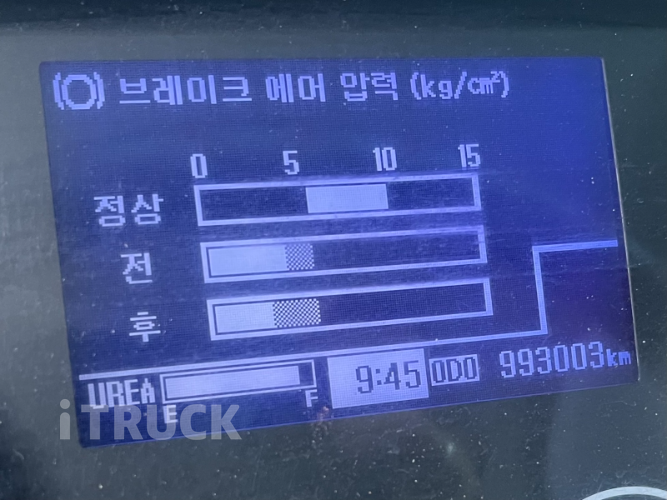 (O) 브레이크 에어 압력 (kg/cm²)
0 5 10 15
정상
전
후
UREA E F 9:45 ODO 993003km
iTRUCK